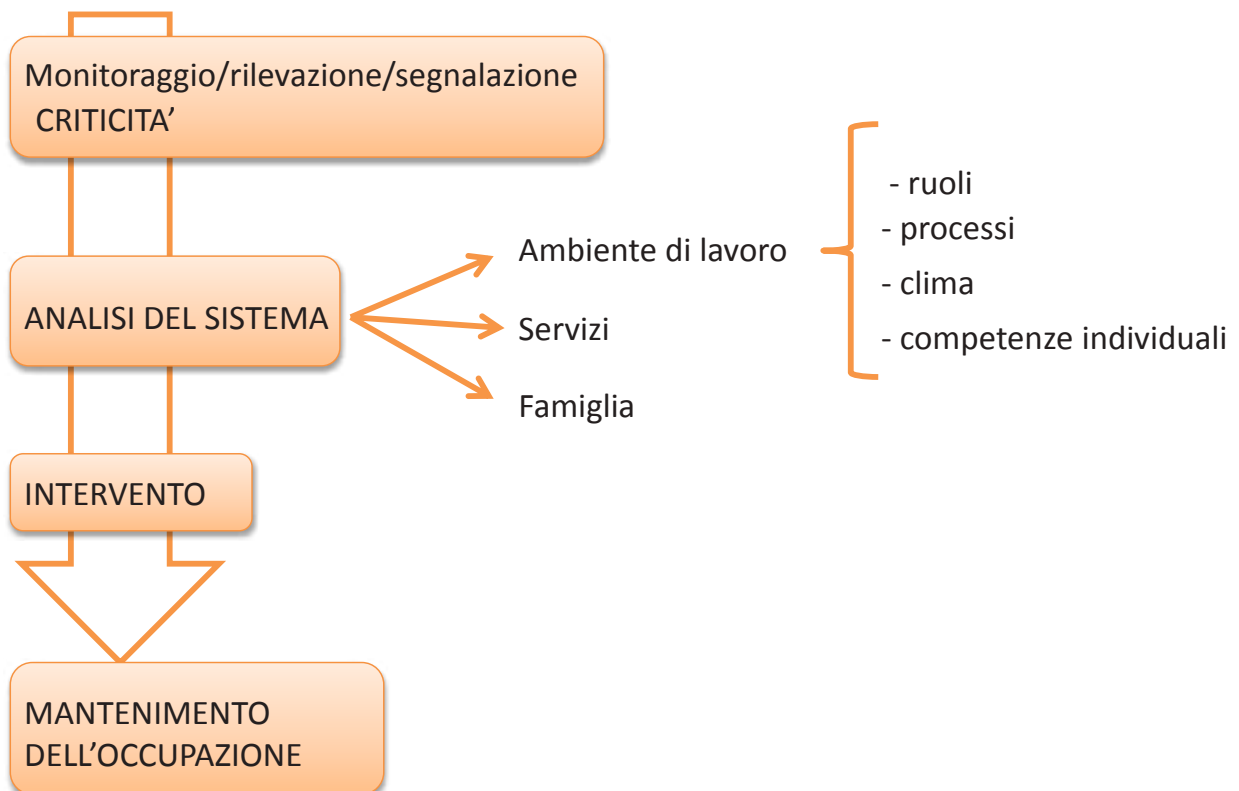 Monitoraggio/rilevazione/segnalazione
CRITICITA’
ANALISI DEL SISTEMA
Ambiente di lavoro
Servizi
Famiglia
- ruoli
- processi
- clima
- competenze individuali
INTERVENTO
MANTENIMENTO
DELL’OCCUPAZIONE